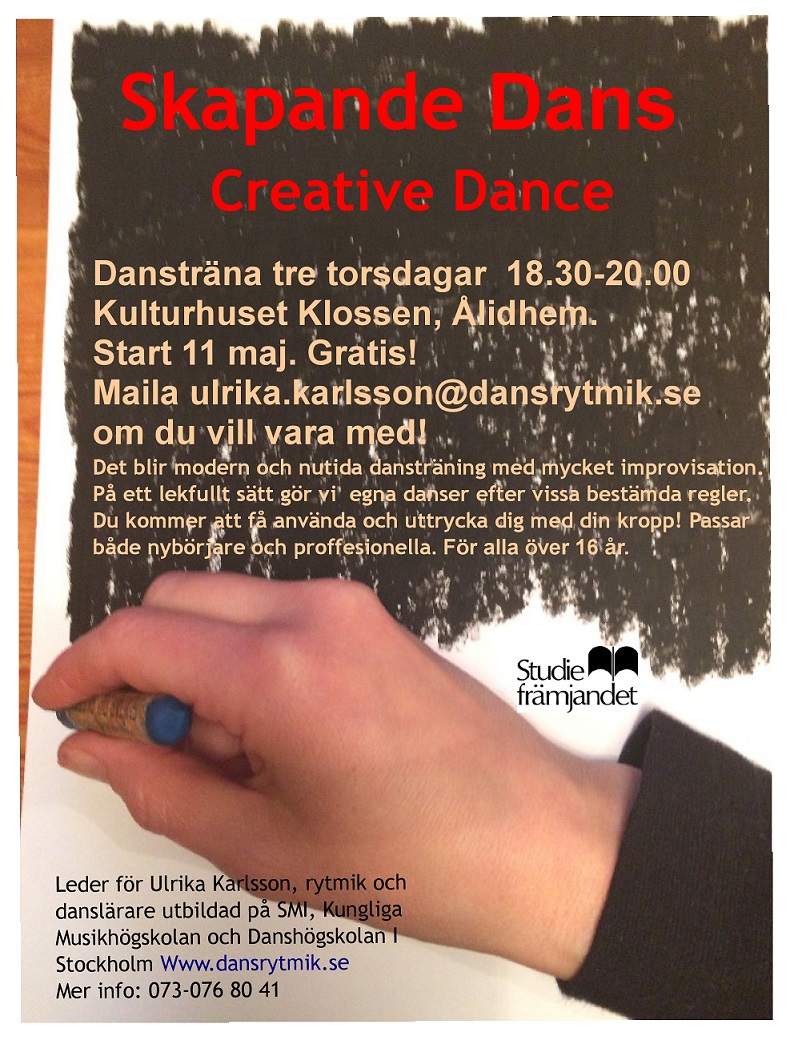 Skapande Dans
Creative Dance
Dansträna tre torsdagar 18.30-20.00
Kulturhuset Klossen, Ålidhem.
Start 11 maj. Gratis!
Maila ulrika.karlsson@dansrytmik.se
om du vill vara med!
Det blir modern och nutida dansträning med mycket improvisation.
På ett lekfullt sätt gör vi egna danser efter vissa bestämda regler.
Du kommer att få använda och uttrycka dig med din kropp! Passar
både nybörjare och proffesionella. För alla över 16 år.
Studie
främjandet
Leder för Ulrika Karlsson, rytmik och
danslärare utbildad på SMI, Kungliga
Musikhögskolan och Danshögskolan I
Stockholm Www.dansrytmik.se
Mer info: 073-076 80 41